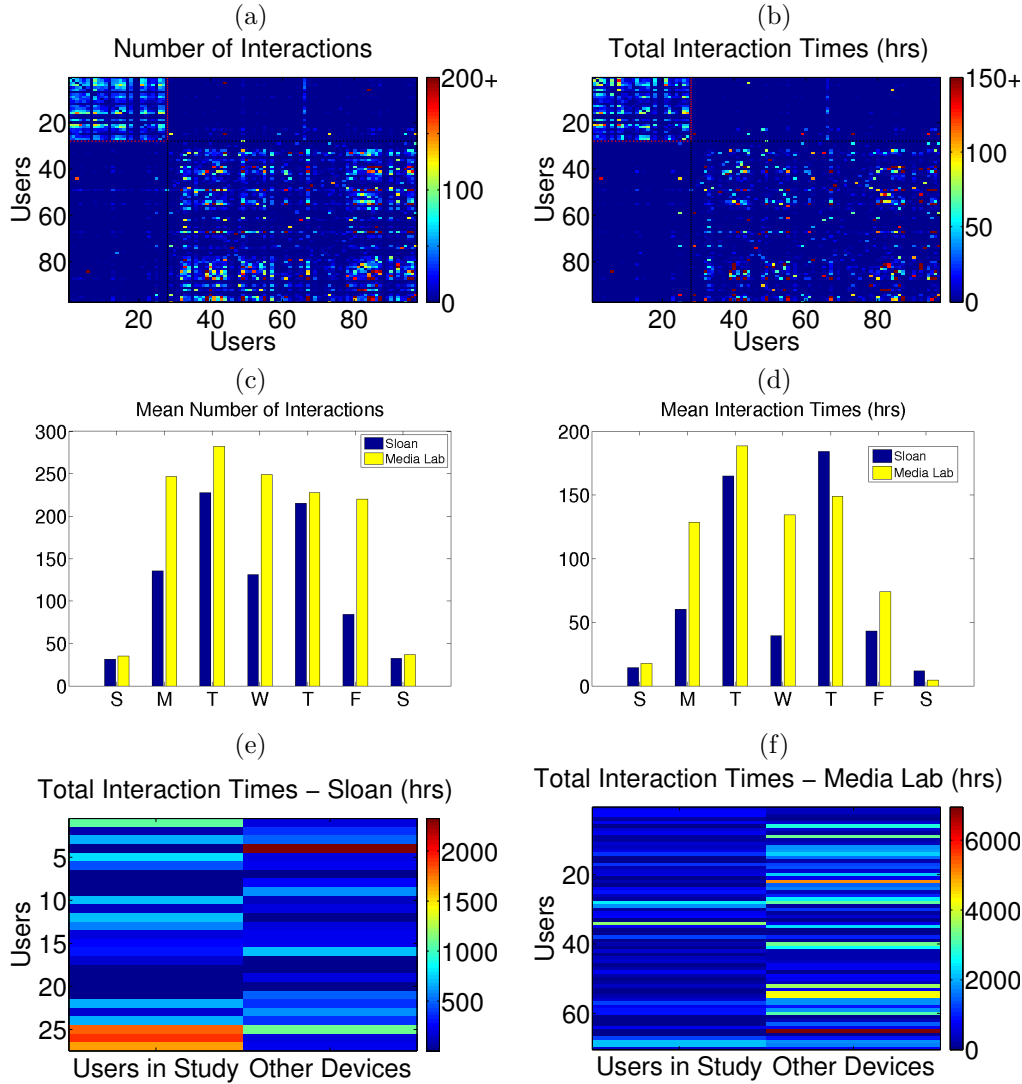 (a)
Number of Interactions
200+
100
0
20
40
60
80
Users
20 40 60 80
Users
(b)
Total Interaction Times (hrs)
150+
100
50
0
20
40
60
80
Users
20 40 60 80
Users
(c)
Mean Number of Interactions
300
250
200
150
100
50
0
Sloan
Media Lab
S M T W T F S
(d)
Mean Interaction Times (hrs)
200
150
100
50
0
Sloan
Media Lab
S M T W T F S
(e)
Total Interaction Times – Sloan (hrs)
5
10
15
20
25
Users
2000
1500
1000
500
Users in Study Other Devices
(f)
Total Interaction Times – Media Lab (hrs)
20
40
60
Users
6000
4000
2000
0
Users in Study Other Devices